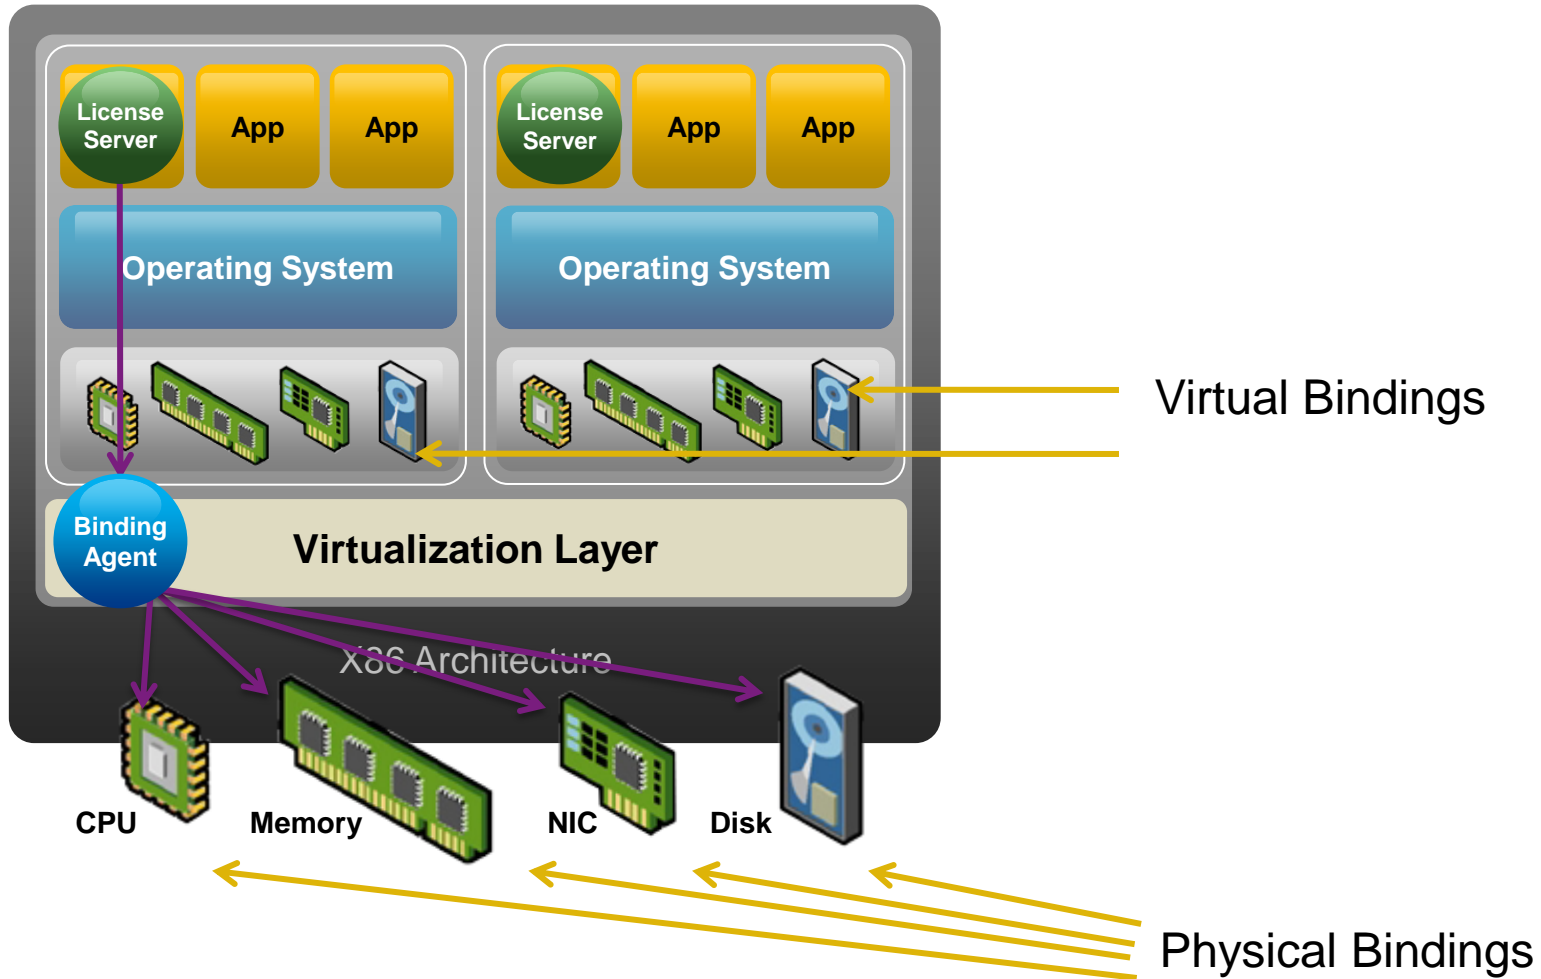 License
Server
App
App
License
Server
App
App
Operating System
Operating System
Virtual Bindings
Binding
Agent
Virtualization Layer
X86 Architecture
CPU
Memory
NIC
Disk
Physical Bindings